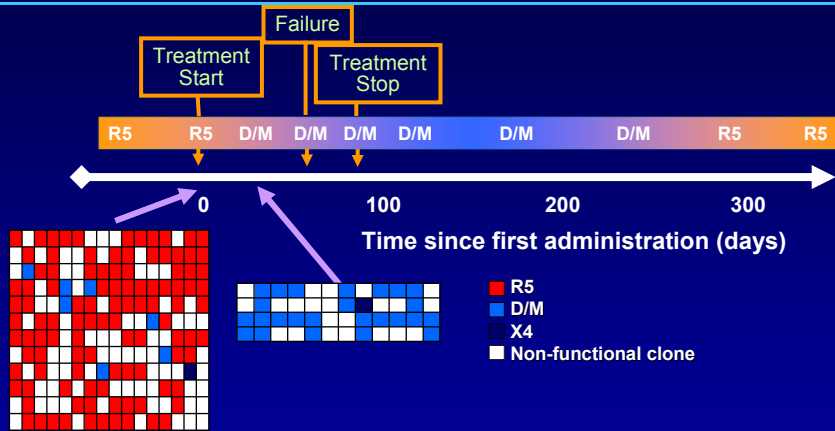 Failure
Treatment
Start
Treatment
Stop
R5 R5 D/M D/M D/M D/M D/M D/M R5 R5
0 100 200 300
Time since first administration (days)
R5
D/M
X4
Non-functional clone